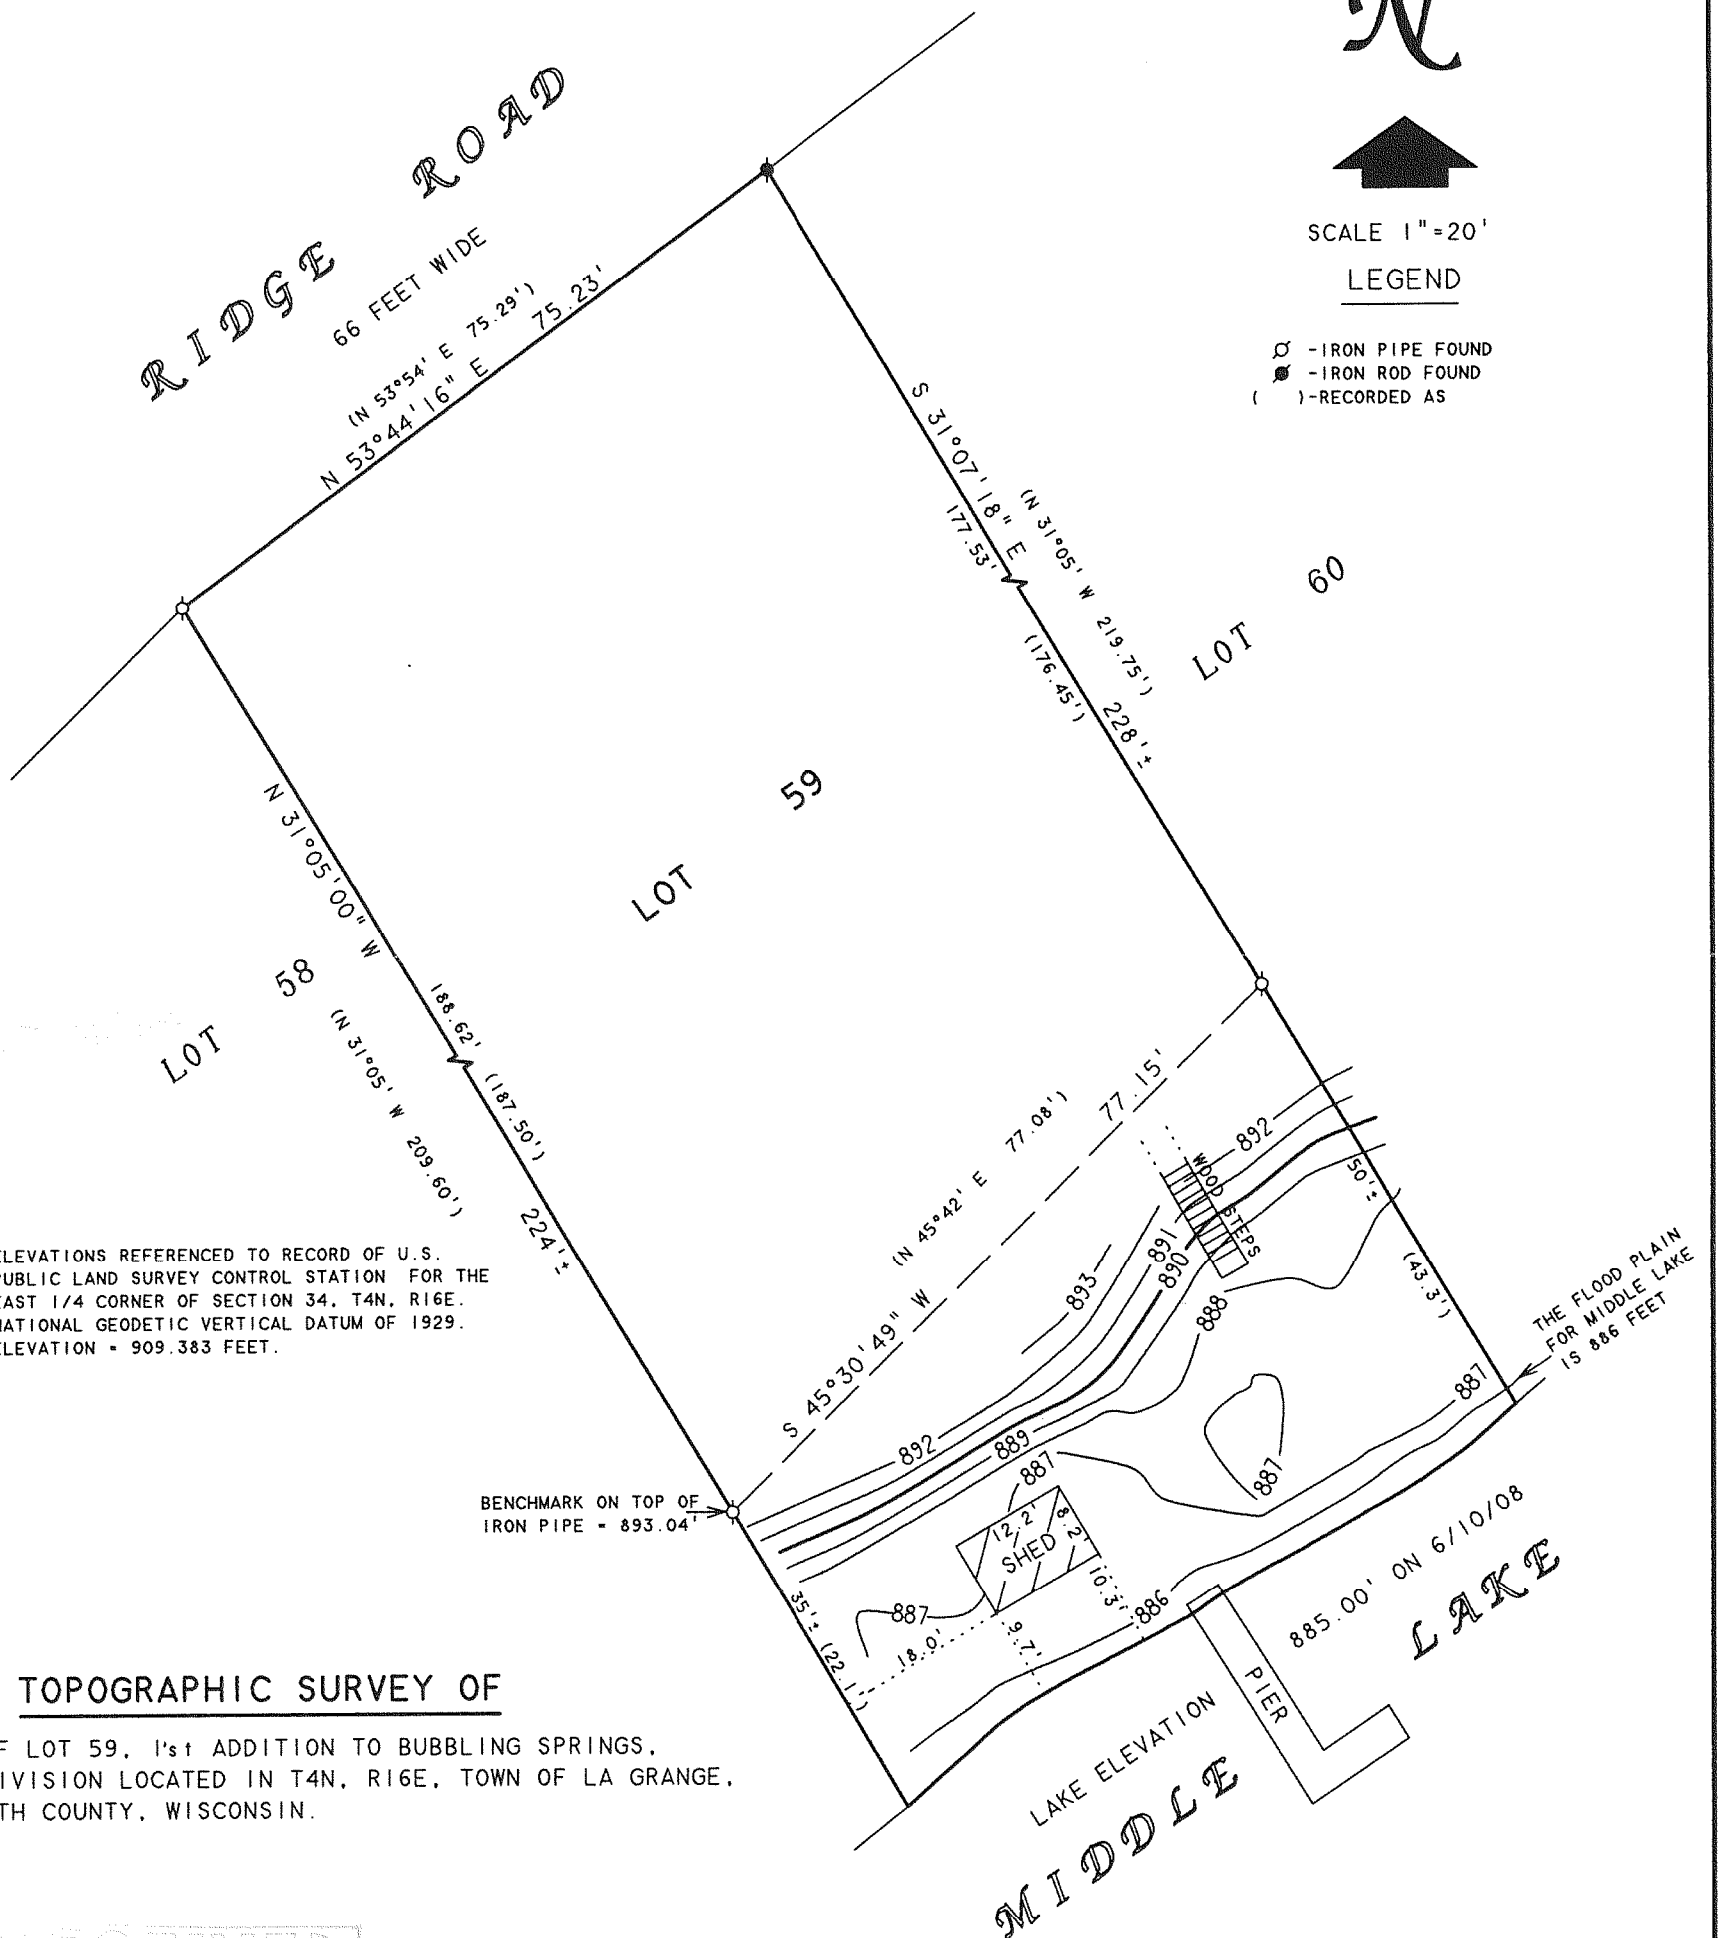 N
SCALE 1"=20'
LEGEND
-IRON PIPE FOUND
-IRON ROD FOUND
( )-RECORDED AS
RIDGE ROAD
66 FEET WIDE
(N 53°54' E 75.29')
N 53°44'16" E 75.23'
S 31°07'18" E
177.53'
(N 31°05' W 219.75')
(176.45')
228'±
LOT 60
LOT 59
N 31°05'00" W
188.62'
(187.50')
224'±
LOT 58
(N 31°05' W 209.60')
(N 45°42' E 77.08')
S 45°30'49" W 77.15'
892
WOOD STEPS
50'±
(43.3')
891
890
893
888
892
889
887
887
887
887
886
THE FLOOD PLAIN
FOR MIDDLE LAKE
IS 886 FEET
LEVATIONS REFERENCED TO RECORD OF U.S.
PUBLIC LAND SURVEY CONTROL STATION FOR THE
EAST 1/4 CORNER OF SECTION 34, T4N, R16E.
NATIONAL GEODETIC VERTICAL DATUM OF 1929.
ELEVATION = 909.383 FEET.
BENCHMARK ON TOP OF
IRON PIPE = 893.04'
12.2'
8.2'
SHED
10.3'
9.7'
18.0'
35'± (22.1')
PIER
LAKE ELEVATION 885.00' ON 6/10/08
MIDDLE LAKE
TOPOGRAPHIC SURVEY OF
F LOT 59, 1'st ADDITION TO BUBBLING SPRINGS,
IVISION LOCATED IN T4N, R16E, TOWN OF LA GRANGE,
TH COUNTY, WISCONSIN.